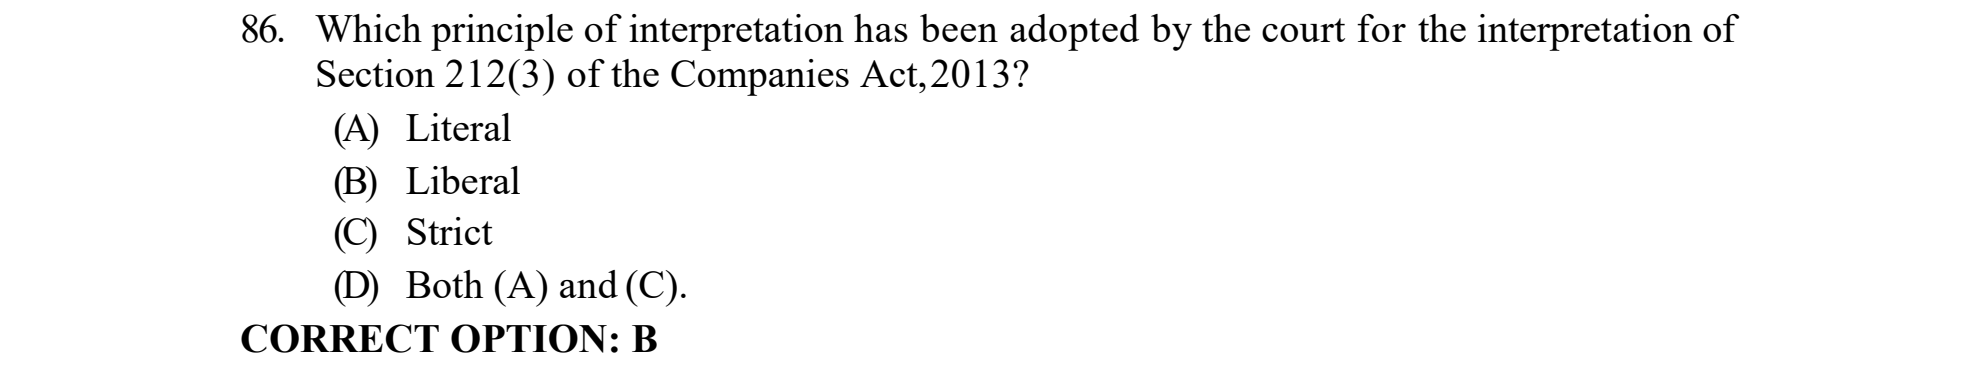 86. Which principle of interpretation has been adopted by the court for the interpretation of
Section 212(3) of the Companies Act,2013?
(A) Literal
(B) Liberal
(C) Strict
(D) Both (A) and (C).
CORRECT OPTION: B